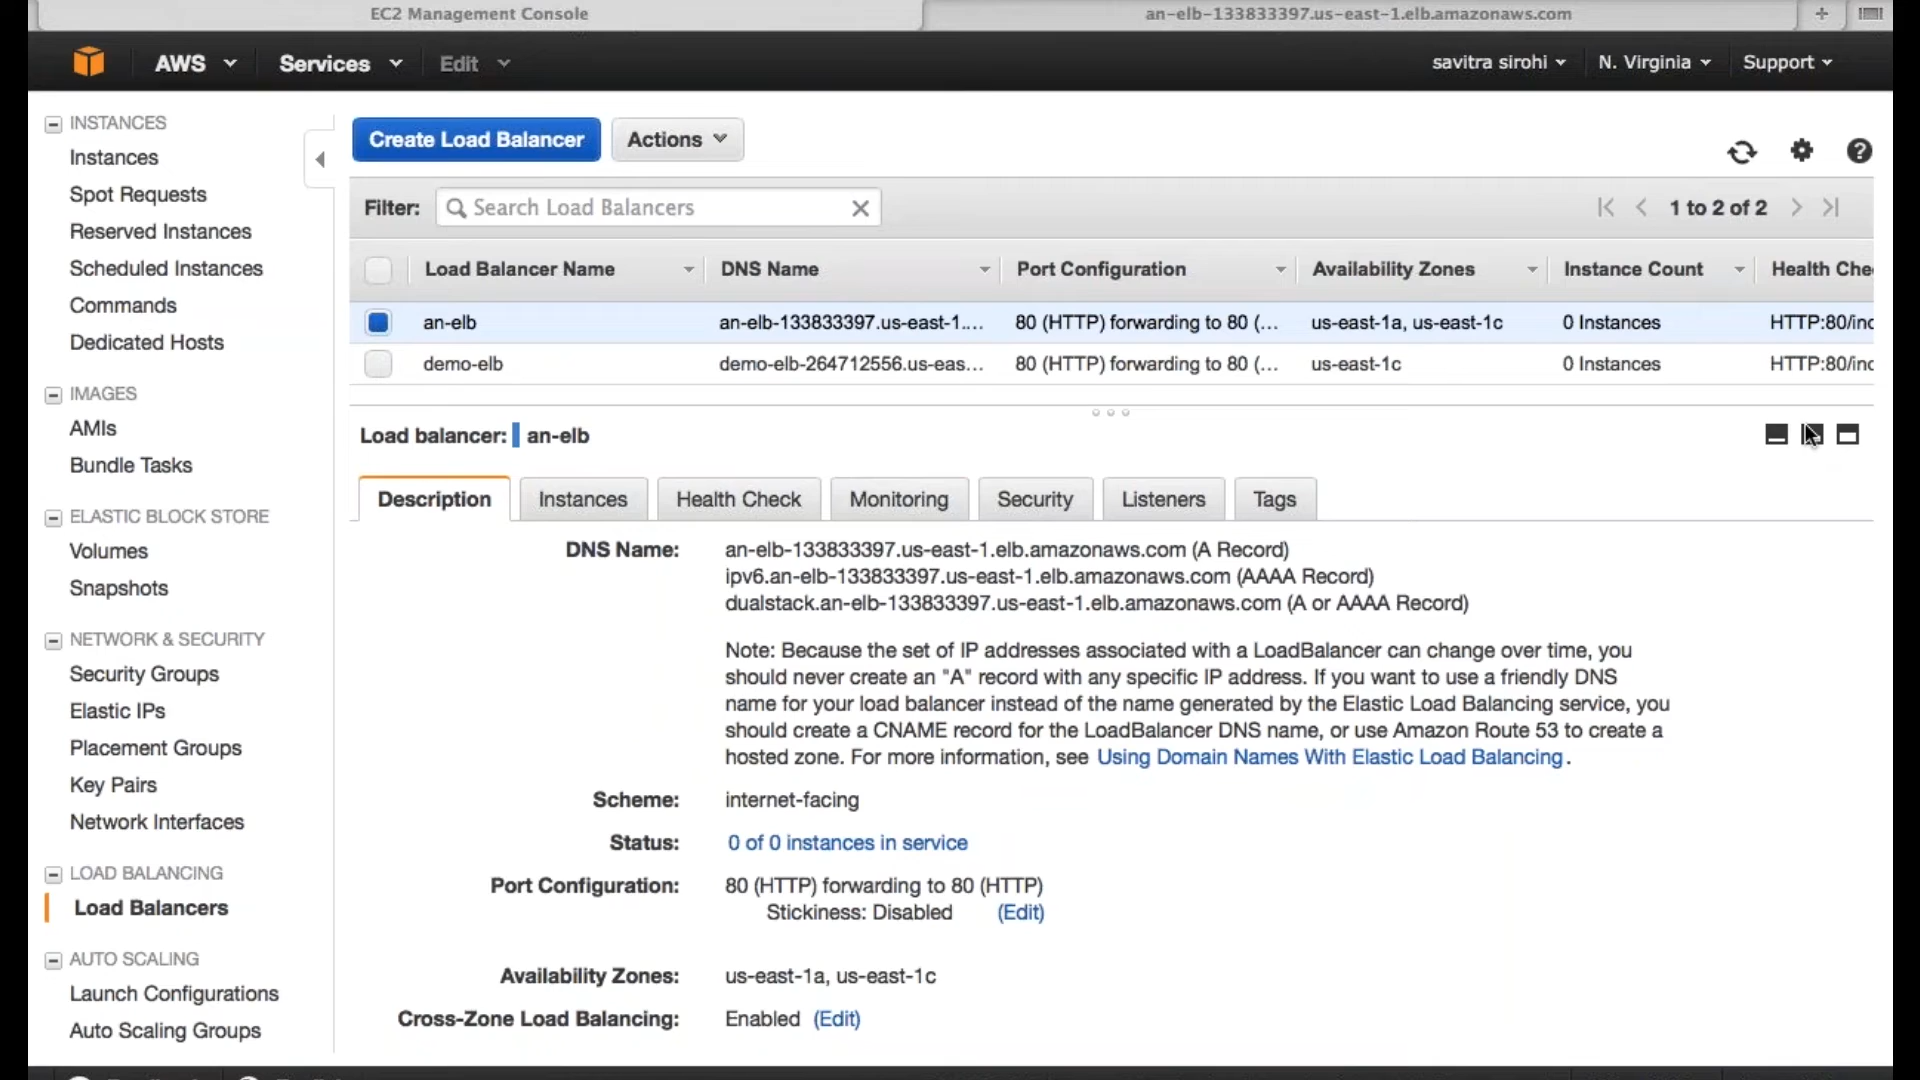 EC2 Management Console
an-elb-133833397.us-east-1.elb.amazonaws.com
AWS
Services
Edit
savitra sirohi
N. Virginia
Support
INSTANCES
Instances
Spot Requests
Reserved Instances
Scheduled Instances
Commands
Dedicated Hosts
IMAGES
AMIs
Bundle Tasks
ELASTIC BLOCK STORE
Volumes
Snapshots
NETWORK & SECURITY
Security Groups
Elastic IPs
Placement Groups
Key Pairs
Network Interfaces
LOAD BALANCING
Load Balancers
AUTO SCALING
Launch Configurations
Auto Scaling Groups
Create Load Balancer
Actions
Filter: Search Load Balancers
1 to 2 of 2
Load Balancer Name DNS Name Port Configuration Availability Zones Instance Count Health Che
an-elb an-elb-133833397.us-east-1.... 80 (HTTP) forwarding to 80 (... us-east-1a, us-east-1c 0 Instances HTTP:80/inc
demo-elb demo-elb-264712556.us-eas... 80 (HTTP) forwarding to 80 (... us-east-1c 0 Instances HTTP:80/inc
Load balancer: an-elb
Description Instances Health Check Monitoring Security Listeners Tags
DNS Name: an-elb-133833397.us-east-1.elb.amazonaws.com (A Record)
ipv6.an-elb-133833397.us-east-1.elb.amazonaws.com (AAAA Record)
dualstack.an-elb-133833397.us-east-1.elb.amazonaws.com (A or AAAA Record)
Note: Because the set of IP addresses associated with a LoadBalancer can change over time, you
should never create an "A" record with any specific IP address. If you want to use a friendly DNS
name for your load balancer instead of the name generated by the Elastic Load Balancing service, you
should create a CNAME record for the LoadBalancer DNS name, or use Amazon Route 53 to create a
hosted zone. For more information, see Using Domain Names With Elastic Load Balancing.
Scheme: internet-facing
Status: 0 of 0 instances in service
Port Configuration: 80 (HTTP) forwarding to 80 (HTTP)
Stickiness: Disabled (Edit)
Availability Zones: us-east-1a, us-east-1c
Cross-Zone Load Balancing: Enabled (Edit)